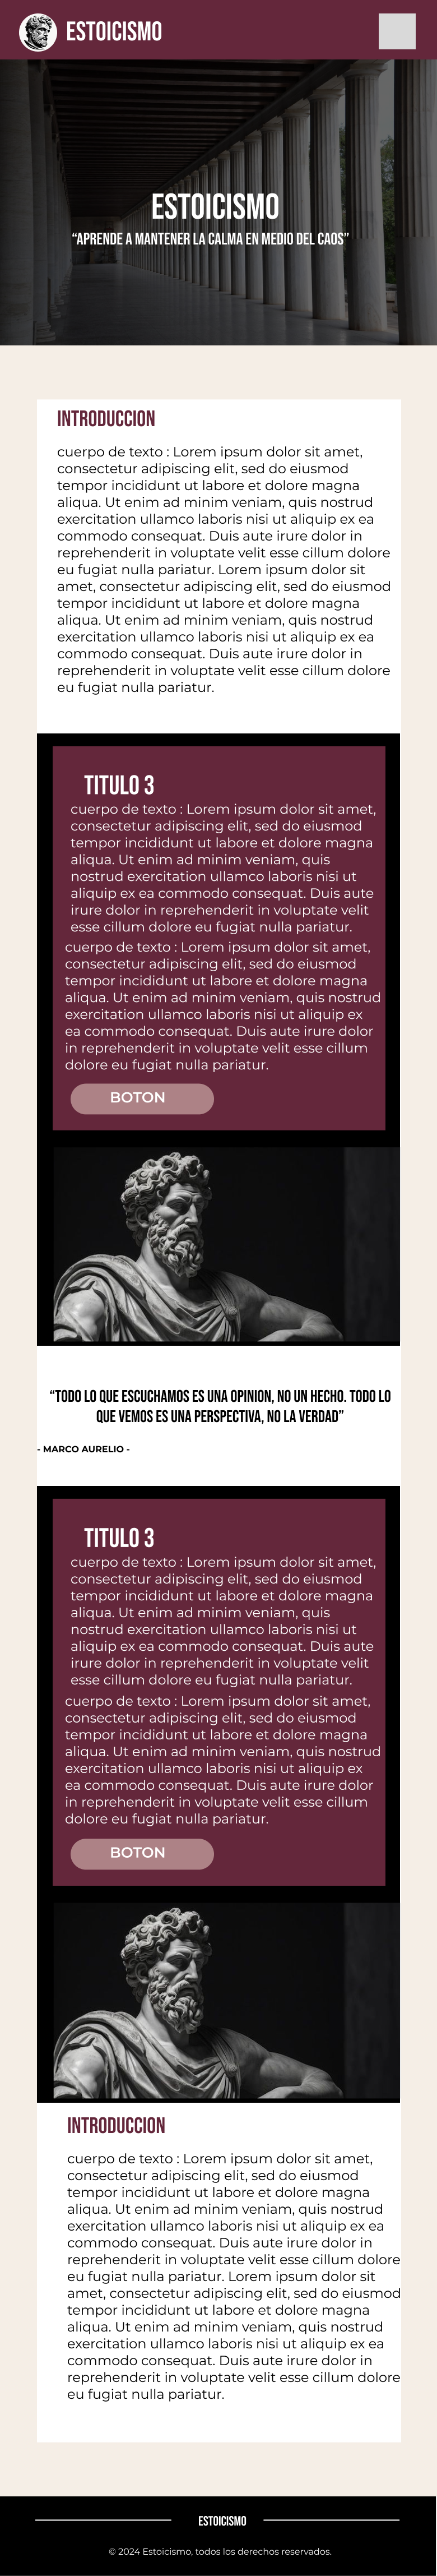 ESTOICISMO
ESTOICISMO
“APRENDE A MANTENER LA CALMA EN MEDIO DEL CAOS”
INTRODUCCION
cuerpo de texto : Lorem ipsum dolor sit amet,
consectetur adipiscing elit, sed do eiusmod
tempor incididunt ut labore et dolore magna
aliqua. Ut enim ad minim veniam, quis nostrud
exercitation ullamco laboris nisi ut aliquip ex ea
commodo consequat. Duis aute irure dolor in
reprehenderit in voluptate velit esse cillum dolore
eu fugiat nulla pariatur. Lorem ipsum dolor sit
amet, consectetur adipiscing elit, sed do eiusmod
tempor incididunt ut labore et dolore magna
aliqua. Ut enim ad minim veniam, quis nostrud
exercitation ullamco laboris nisi ut aliquip ex ea
commodo consequat. Duis aute irure dolor in
reprehenderit in voluptate velit esse cillum dolore
eu fugiat nulla pariatur.
TITULO 3
cuerpo de texto : Lorem ipsum dolor sit amet,
consectetur adipiscing elit, sed do eiusmod
tempor incididunt ut labore et dolore magna
aliqua. Ut enim ad minim veniam, quis
nostrud exercitation ullamco laboris nisi ut
aliquip ex ea commodo consequat. Duis aute
irure dolor in reprehenderit in voluptate velit
esse cillum dolore eu fugiat nulla pariatur.
cuerpo de texto : Lorem ipsum dolor sit amet,
consectetur adipiscing elit, sed do eiusmod
tempor incididunt ut labore et dolore magna
aliqua. Ut enim ad minim veniam, quis nostrud
exercitation ullamco laboris nisi ut aliquip ex
ea commodo consequat. Duis aute irure dolor
in reprehenderit in voluptate velit esse cillum
dolore eu fugiat nulla pariatur.
BOTON
“TODO LO QUE ESCUCHAMOS ES UNA OPINION, NO UN HECHO. TODO LO
QUE VEMOS ES UNA PERSPECTIVA, NO LA VERDAD”
- MARCO AURELIO -
TITULO 3
cuerpo de texto : Lorem ipsum dolor sit amet,
consectetur adipiscing elit, sed do eiusmod
tempor incididunt ut labore et dolore magna
aliqua. Ut enim ad minim veniam, quis
nostrud exercitation ullamco laboris nisi ut
aliquip ex ea commodo consequat. Duis aute
irure dolor in reprehenderit in voluptate velit
esse cillum dolore eu fugiat nulla pariatur.
cuerpo de texto : Lorem ipsum dolor sit amet,
consectetur adipiscing elit, sed do eiusmod
tempor incididunt ut labore et dolore magna
aliqua. Ut enim ad minim veniam, quis nostrud
exercitation ullamco laboris nisi ut aliquip ex
ea commodo consequat. Duis aute irure dolor
in reprehenderit in voluptate velit esse cillum
dolore eu fugiat nulla pariatur.
BOTON
INTRODUCCION
cuerpo de texto : Lorem ipsum dolor sit amet,
consectetur adipiscing elit, sed do eiusmod
tempor incididunt ut labore et dolore magna
aliqua. Ut enim ad minim veniam, quis nostrud
exercitation ullamco laboris nisi ut aliquip ex ea
commodo consequat. Duis aute irure dolor in
reprehenderit in voluptate velit esse cillum dolore
eu fugiat nulla pariatur. Lorem ipsum dolor sit
amet, consectetur adipiscing elit, sed do eiusmod
tempor incididunt ut labore et dolore magna
aliqua. Ut enim ad minim veniam, quis nostrud
exercitation ullamco laboris nisi ut aliquip ex ea
commodo consequat. Duis aute irure dolor in
reprehenderit in voluptate velit esse cillum dolore
eu fugiat nulla pariatur.
ESTOICISMO
© 2024 Estoicismo, todos los derechos reservados.